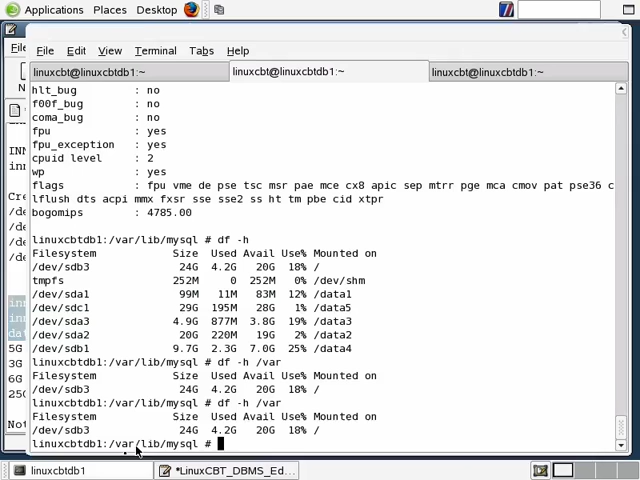 Applications Places Desktop
File Edit View Terminal Tabs Help
linuxcbt@linuxcbtdb1:~ linuxcbt@linuxcbtdb1:~ linuxcbt@linuxcbtdb1:~
hlt_bug : no
f00f_bug : no
coma_bug : no
fpu : yes
fpu_exception : yes
cpuid level : 2
wp : yes
flags : fpu vme de pse tsc msr pae mce cx8 apic sep mtrr pge mca cmov pat pse36 c
lflush dts acpi mmx fxsr sse sse2 ss ht tm pbe cid xtpr
bogomips : 4785.00
linuxcbtdb1:/var/lib/mysql # df -h
Filesystem Size Used Avail Use% Mounted on
/dev/sdb3 24G 4.2G 20G 18% /
tmpfs 252M 0 252M 0% /dev/shm
/dev/sda1 99M 11M 83M 12% /data1
/dev/sdc1 29G 195M 28G 1% /data5
/dev/sda3 4.9G 877M 3.8G 19% /data3
/dev/sda2 20G 220M 19G 2% /data2
/dev/sdb1 9.7G 2.3G 7.0G 25% /data4
linuxcbtdb1:/var/lib/mysql # df -h /var
Filesystem Size Used Avail Use% Mounted on
/dev/sdb3 24G 4.2G 20G 18% /
linuxcbtdb1:/var/lib/mysql # df -h /var
Filesystem Size Used Avail Use% Mounted on
/dev/sdb3 24G 4.2G 20G 18% /
linuxcbtdb1:/var/lib/mysql #
linuxcbtdb1 *LinuxCBT_DBMS_Ed...